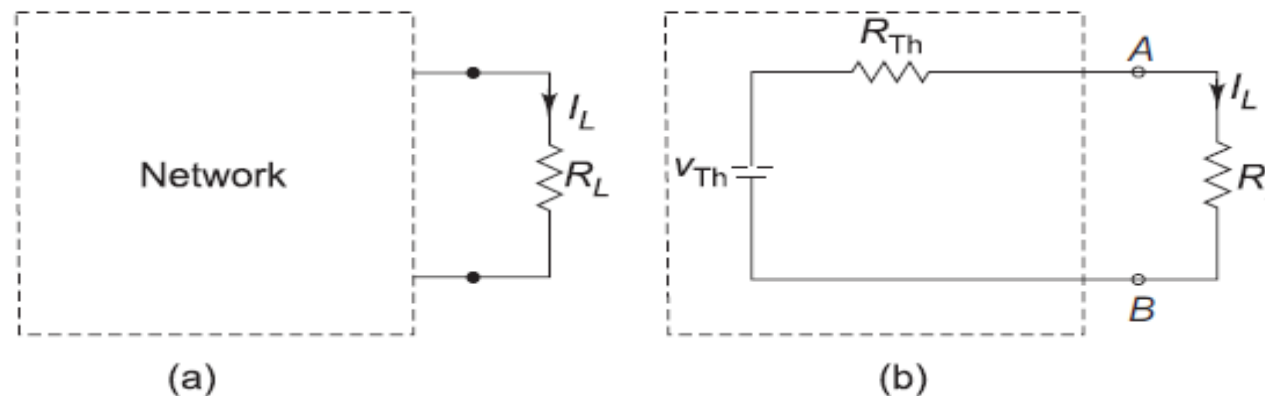 Network
I_L
R_L
(a)
R_Th
v_Th
A
I_L
R
B
(b)